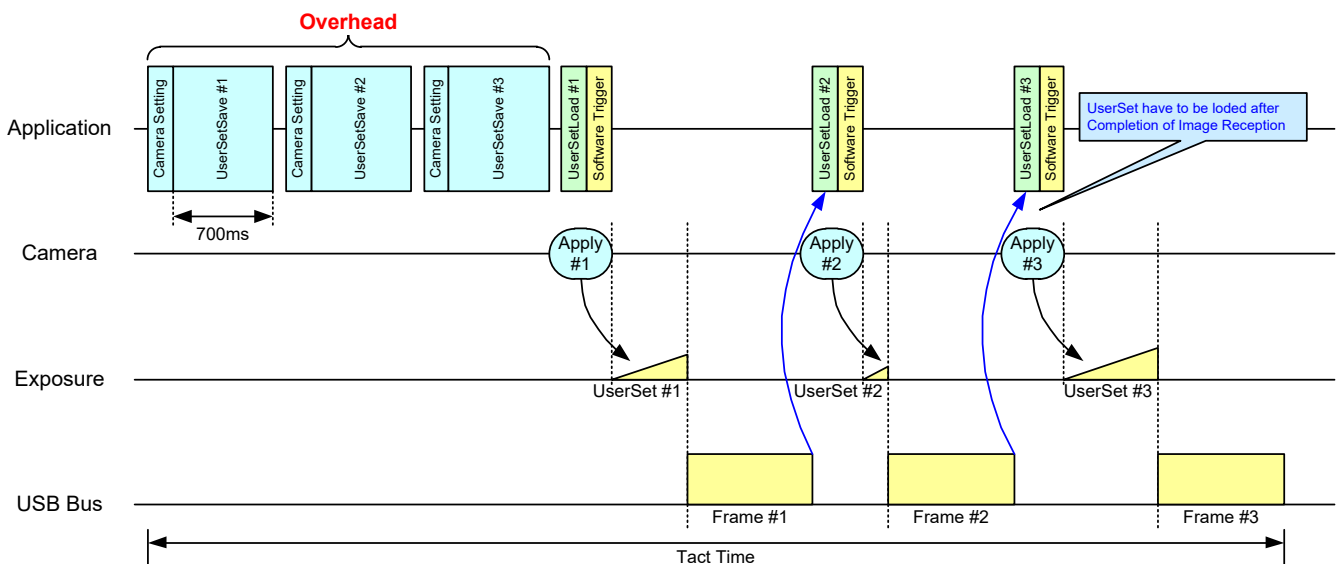 Overhead
Camera Setting
UserSetSave #1
Camera Setting
UserSetSave #2
Camera Setting
UserSetSave #3
UserSetLoad #1
Software Trigger
UserSetLoad #2
Software Trigger
UserSetLoad #3
Software Trigger
UserSet have to be loded after
Completion of Image Reception
Application
700ms
Camera
Apply
#1
Apply
#2
Apply
#3
Exposure
UserSet #1
UserSet #2
UserSet #3
USB Bus
Frame #1
Frame #2
Frame #3
Tact Time